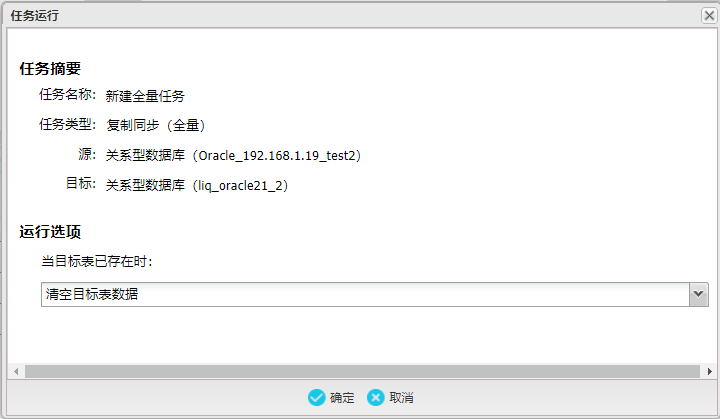 任务运行
任务摘要
任务名称： 新建全量任务
任务类型： 复制同步（全量）
源： 关系型数据库（Oracle_192.168.1.19_test2）
目标： 关系型数据库（liq_oracle21_2）
运行选项
当目标表已存在时：
清空目标表数据
确定 取消